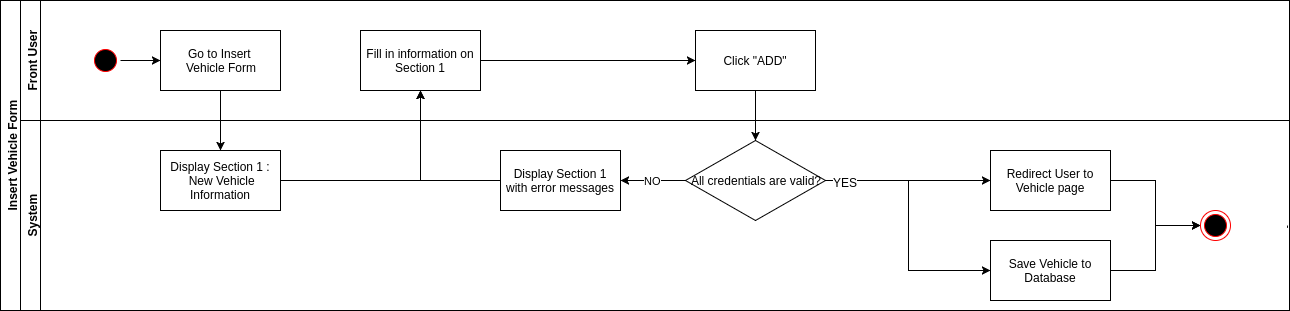 Insert Vehicle Form
Front User
Go to Insert
Vehicle Form
Fill in information on
Section 1
Click "ADD"
System
Display Section 1 :
New Vehicle
Information
Display Section 1
with error messages
NO
All credentials are valid?
YES
Redirect User to
Vehicle page
Save Vehicle to
Database